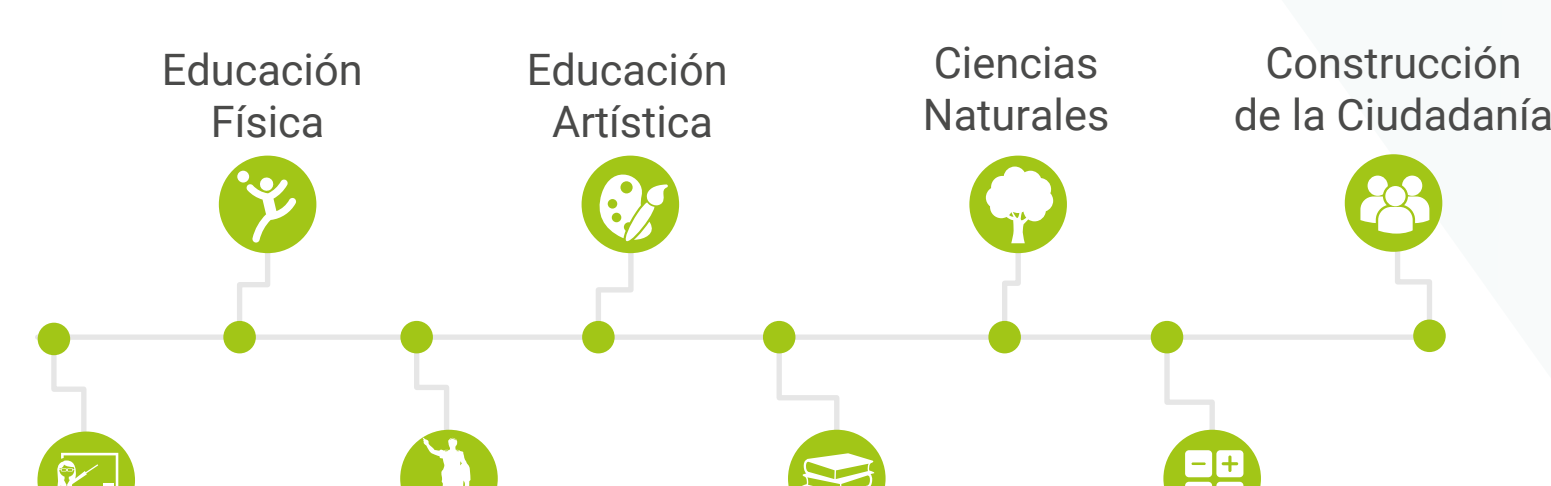 Educación
Física
Educación
Artística
Ciencias
Naturales
Construcción
de la Ciudadanía